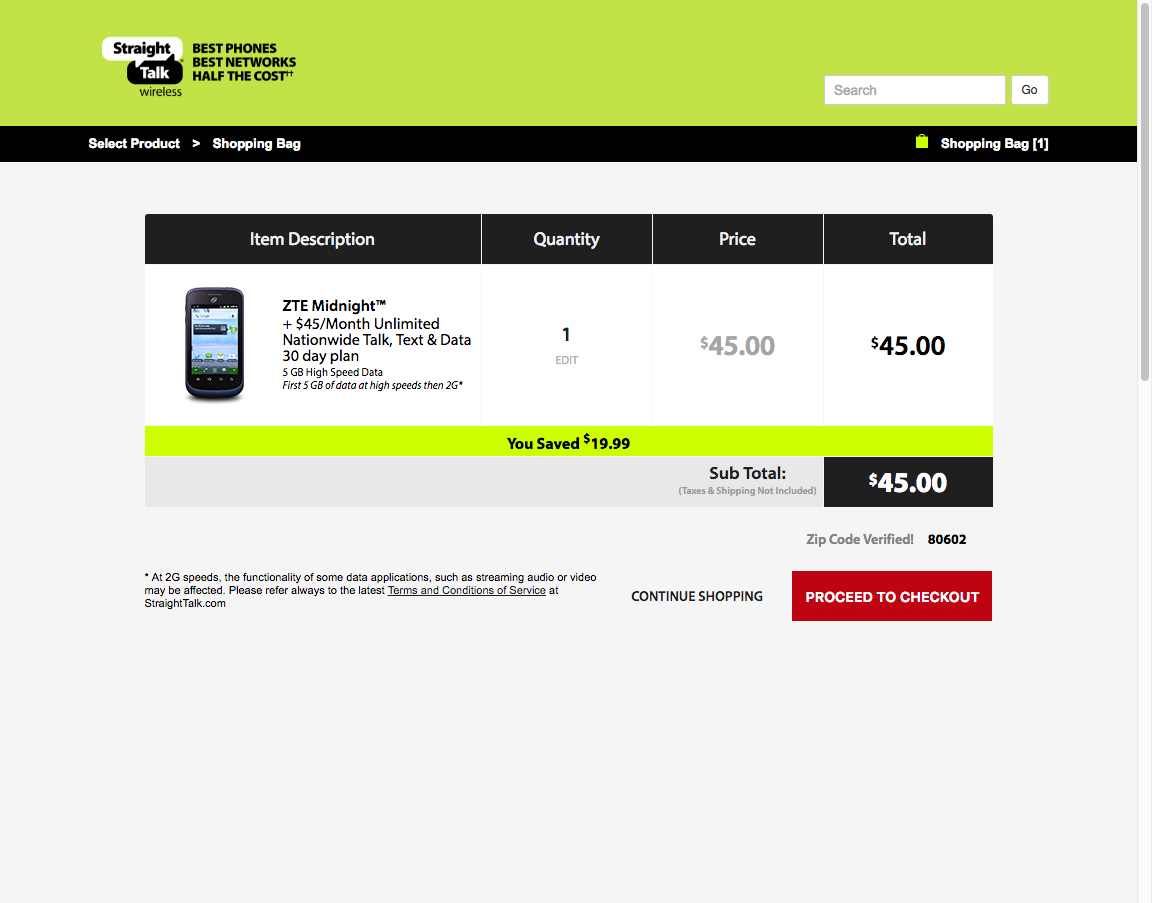 Straight
Talk
wireless
BEST PHONES
BEST NETWORKS
HALF THE COST††
Search
Go
Select Product > Shopping Bag
Shopping Bag [1]
Item Description Quantity Price Total
ZTE Midnight™
+ $45/Month Unlimited
Nationwide Talk, Text & Data
30 day plan
5 GB High Speed Data
First 5 GB of data at high speeds then 2G*
1
EDIT
$45.00
$45.00
You Saved $19.99
Sub Total:
(Taxes & Shipping Not Included)
$45.00
Zip Code Verified! 80602
* At 2G speeds, the functionality of some data applications, such as streaming audio or video
may be affected. Please refer always to the latest Terms and Conditions of Service at
StraightTalk.com
CONTINUE SHOPPING
PROCEED TO CHECKOUT